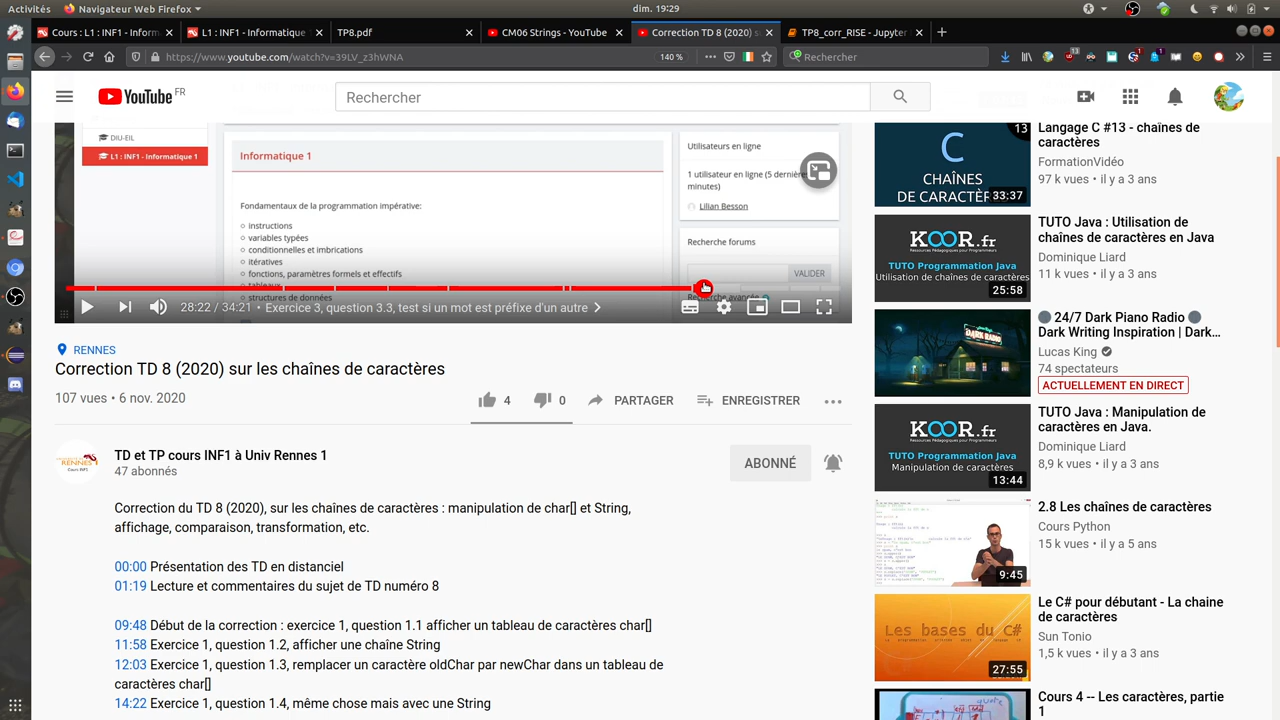 Activités
Navigateur Web Firefox
dim. 19:29
Cours : L1 : INF1 - Inform
L1 : INF1 - Informatique 1
TP8.pdf
CM06 Strings - YouTube
Correction TD 8 (2020) s
TP8_corr_RISE - Jupyter
https://www.youtube.com/watch?v=39LV_z3hWNA
140 %
Rechercher
YouTube FR
Rechercher
DIU-EIL
L1 : INF1 - Informatique 1
Informatique 1
Fondamentaux de la programmation impérative:
instructions
variables typées
conditionnelles et imbrications
itératives
fonctions, paramètres formels et effectifs
tableaux
structures de données
Utilisateurs en ligne
1 utilisateur en ligne (5 dernières
minutes)
Lilian Besson
Recherche forums
VALIDER
Recherche avancée
28:22 / 34:21 • Exercice 3, question 3.3, test si un mot est préfixe d'un autre
RENNES
Correction TD 8 (2020) sur les chaînes de caractères
107 vues • 6 nov. 2020
4
0
PARTAGER
ENREGISTRER
TD et TP cours INF1 à Univ Rennes 1
47 abonnés
ABONNÉ
Correction du TD 8 (2020), sur les chaînes de caractères : manipulation de char[] et String,
affichage, comparaison, transformation, etc.
00:00 Présentation des TD en distanciel
01:19 Lecture et commentaires du sujet de TD numéro 8
09:48 Début de la correction : exercice 1, question 1.1 afficher un tableau de caractères char[]
11:58 Exercice 1, question 1.2, afficher une chaine String
12:03 Exercice 1, question 1.3, remplacer un caractère oldChar par newChar dans un tableau de
caractères char[]
14:22 Exercice 1, question 1.4, même chose mais avec une String
13
C
CHAÎNES
DE CARACTÈR
33:37
Langage C #13 - chaînes de
caractères
FormationVidéo
97 k vues • il y a 3 ans
KOOR.fr
Ressources Pédagogiques pour Programmeurs
TUTO Programmation Java
Utilisation de chaînes de caractères
25:58
TUTO Java : Utilisation de
chaînes de caractères en Java
Dominique Liard
11 k vues • il y a 3 ans
DARK RADIO
24/7 Dark Piano Radio
Dark Writing Inspiration | Dark...
Lucas King
74 spectateurs
ACTUELLEMENT EN DIRECT
KOOR.fr
Ressources Pédagogiques pour Programmeurs
TUTO Programmation Java
Manipulation de caractères
13:44
TUTO Java : Manipulation de
caractères en Java.
Dominique Liard
8,9 k vues • il y a 3 ans
9:45
2.8 Les chaînes de caractères
Cours Python
15 k vues • il y a 5 ans
Les bases du C#
27:55
Le C# pour débutant - La chaine
de caractères
Sun Tonio
1,5 k vues • il y a 3 ans
Cours 4 -- Les caractères, partie
1